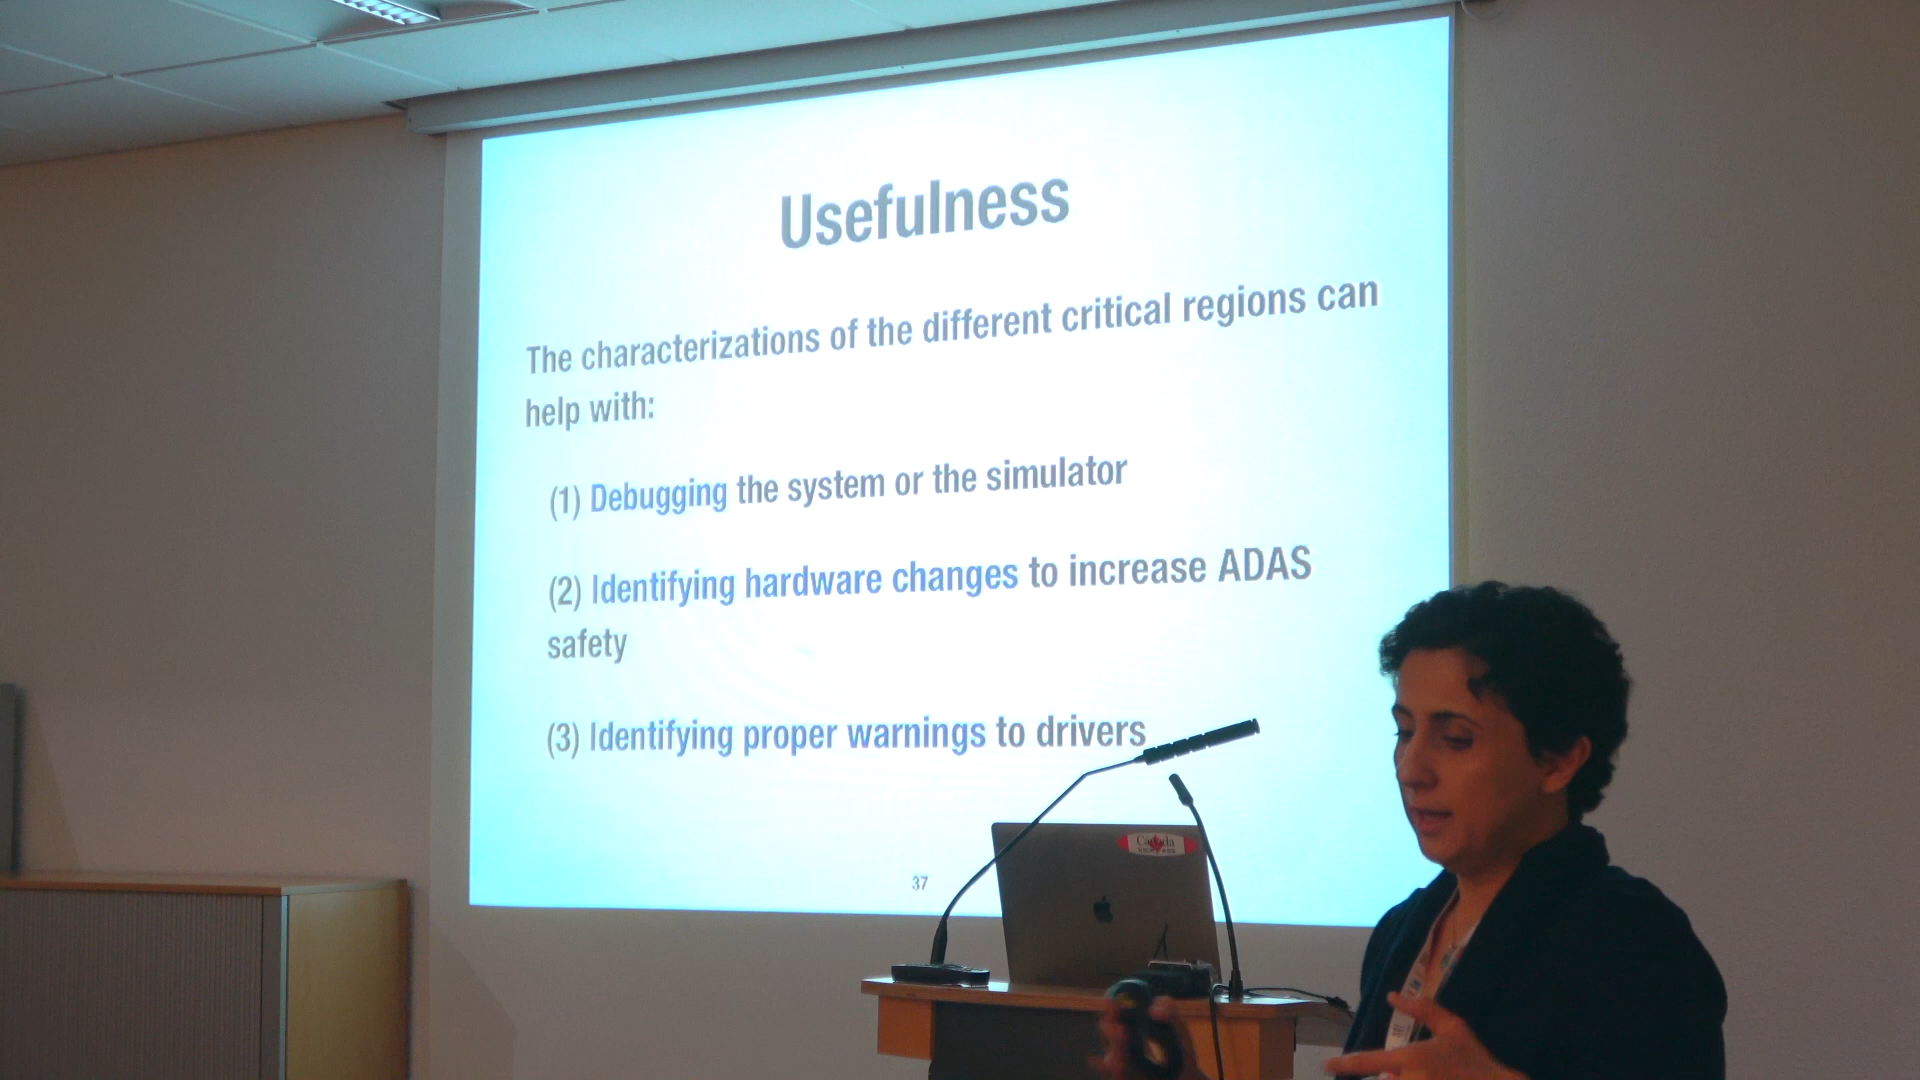 Usefulness
The characterizations of the different critical regions can
help with:
(1) Debugging the system or the simulator
(2) Identifying hardware changes to increase ADAS
safety
(3) Identifying proper warnings to drivers
37
Canada